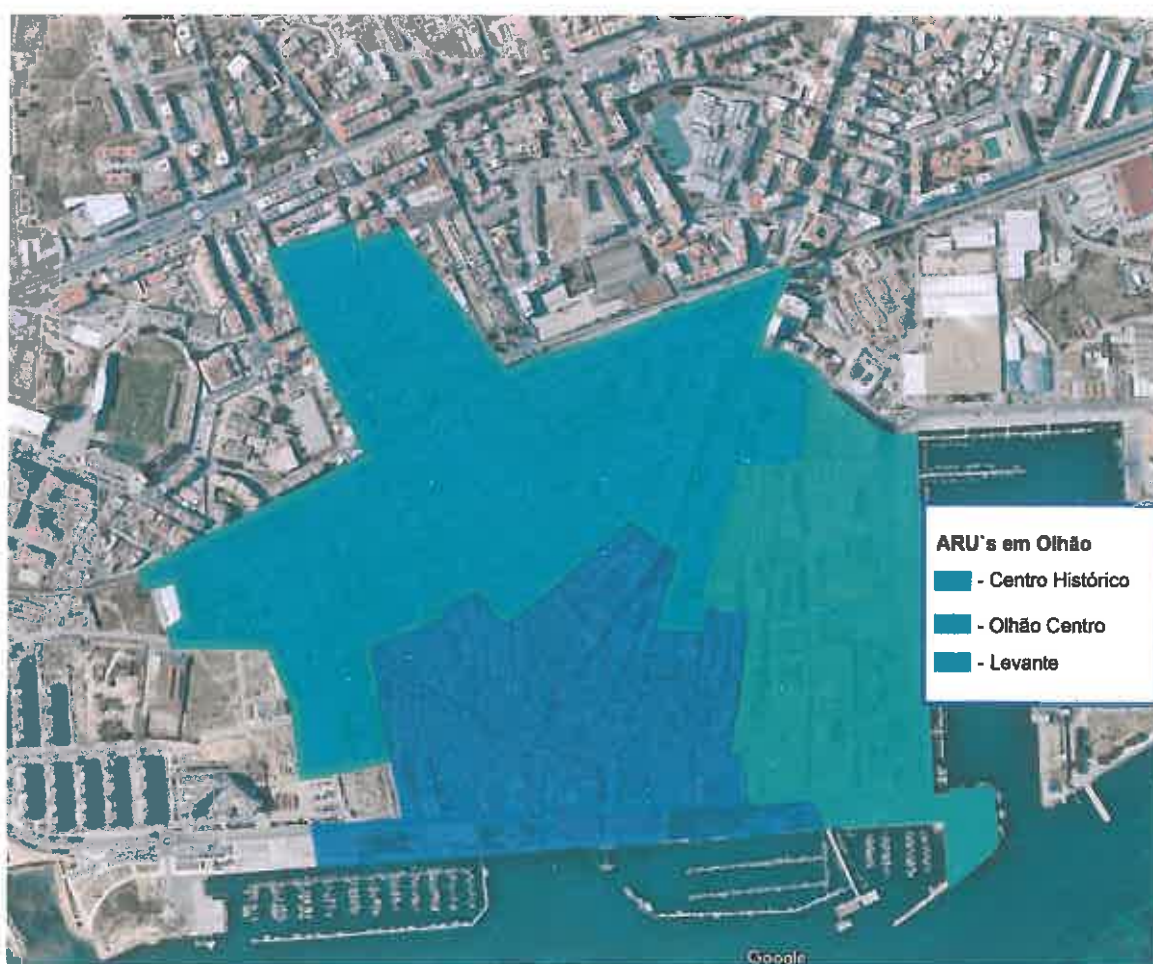 ARU`s em Olhão
- Centro Histórico
- Olhão Centro
- Levante
Google